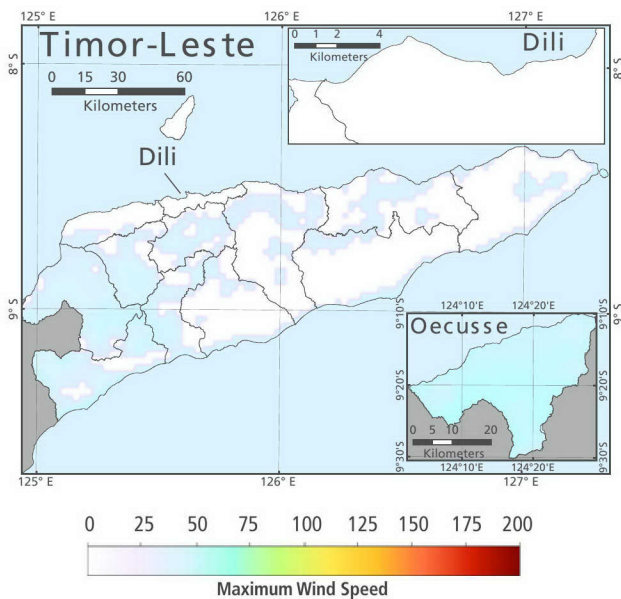 125° E
126° E
127° E
Timor-Leste
0 15 30 60
Kilometers
0 1 2 4
Kilometers
Dili
8° S
8° S
Dili
9° S
9° S
124°10'E 124°20'E
Oecusse
9°10'S
9°10'S
9°20'S
9°20'S
0 5 10 20
Kilometers
9°30'S
9°30'S
124°10'E 124°20'E
125° E
126° E
127° E
0 25 50 75 100 125 150 175 200
Maximum Wind Speed